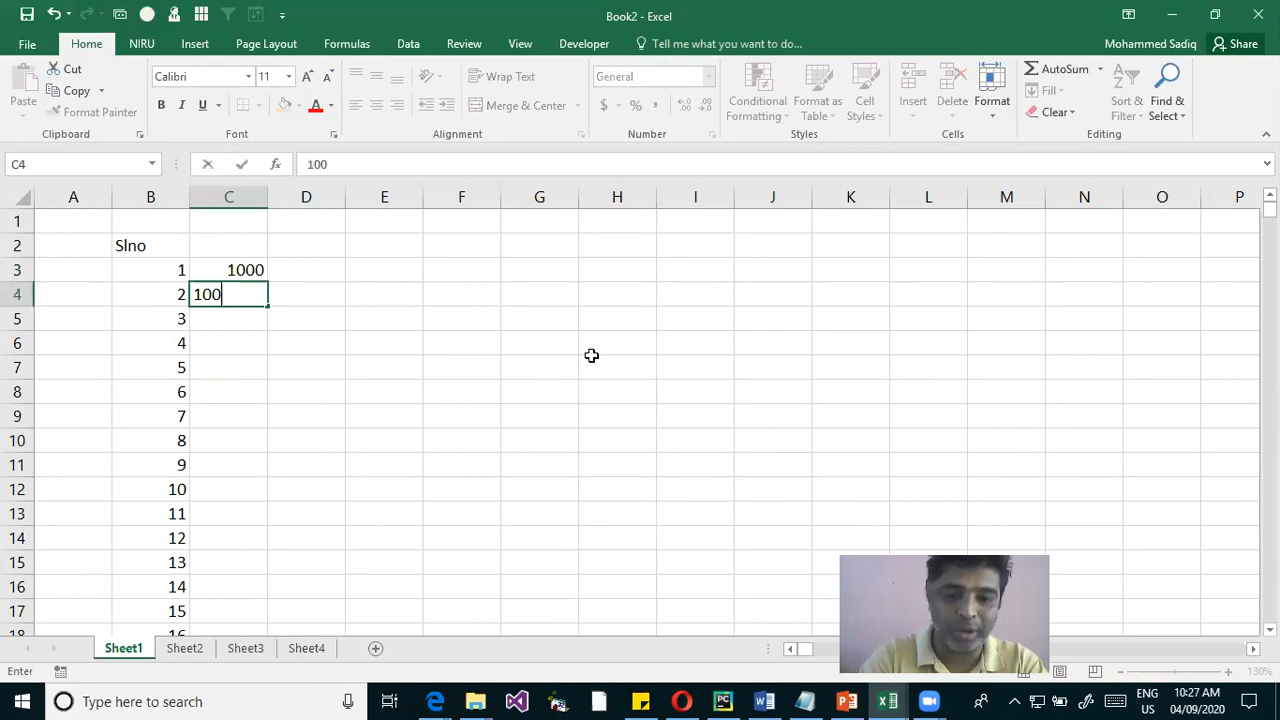 Book2 - Excel
File Home NIRU Insert Page Layout Formulas Data Review View Developer Tell me what you want to do... Mohammed Sadiq Share
Paste Cut Copy Format Painter Clipboard
Calibri 11 B I U A Font
Wrap Text Merge & Center Alignment
General $ % , Number
Conditional Formatting Formats Table Cell Styles Styles
Insert Delete Format Cells
AutoSum Fill Clear Sort & Filter Find & Select Editing
C4 fx 100
A B C D E F G H I J K L M N O P
1
2 Slno
3 1 1000
4 2 100
5 3
6 4
7 5
8 6
9 7
10 8
11 9
12 10
13 11
14 12
15 13
16 14
17 15
18 16
Sheet1 Sheet2 Sheet3 Sheet4
Enter 130%
Type here to search ENG US 10:27 AM 04/09/2020